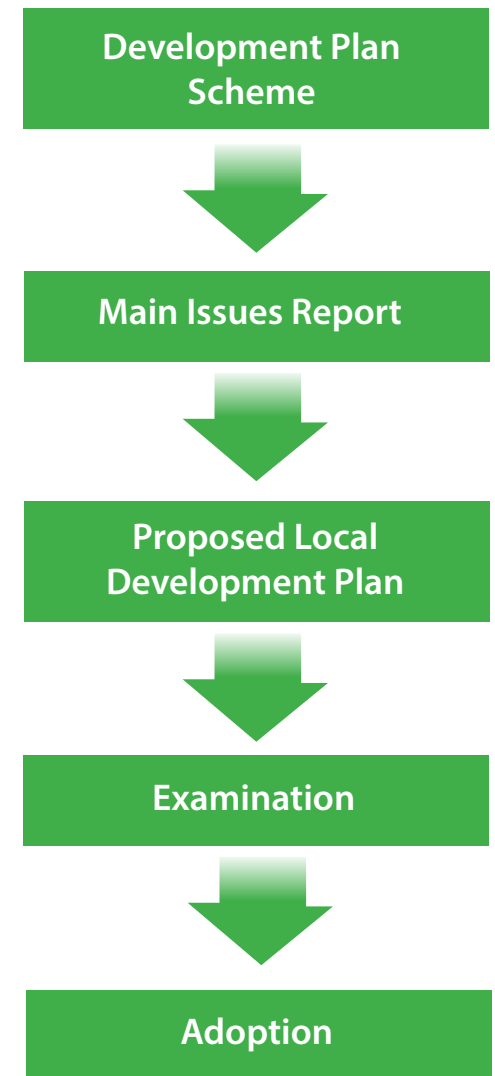 Development Plan
Scheme
Main Issues Report
Proposed Local
Development Plan
Examination
Adoption